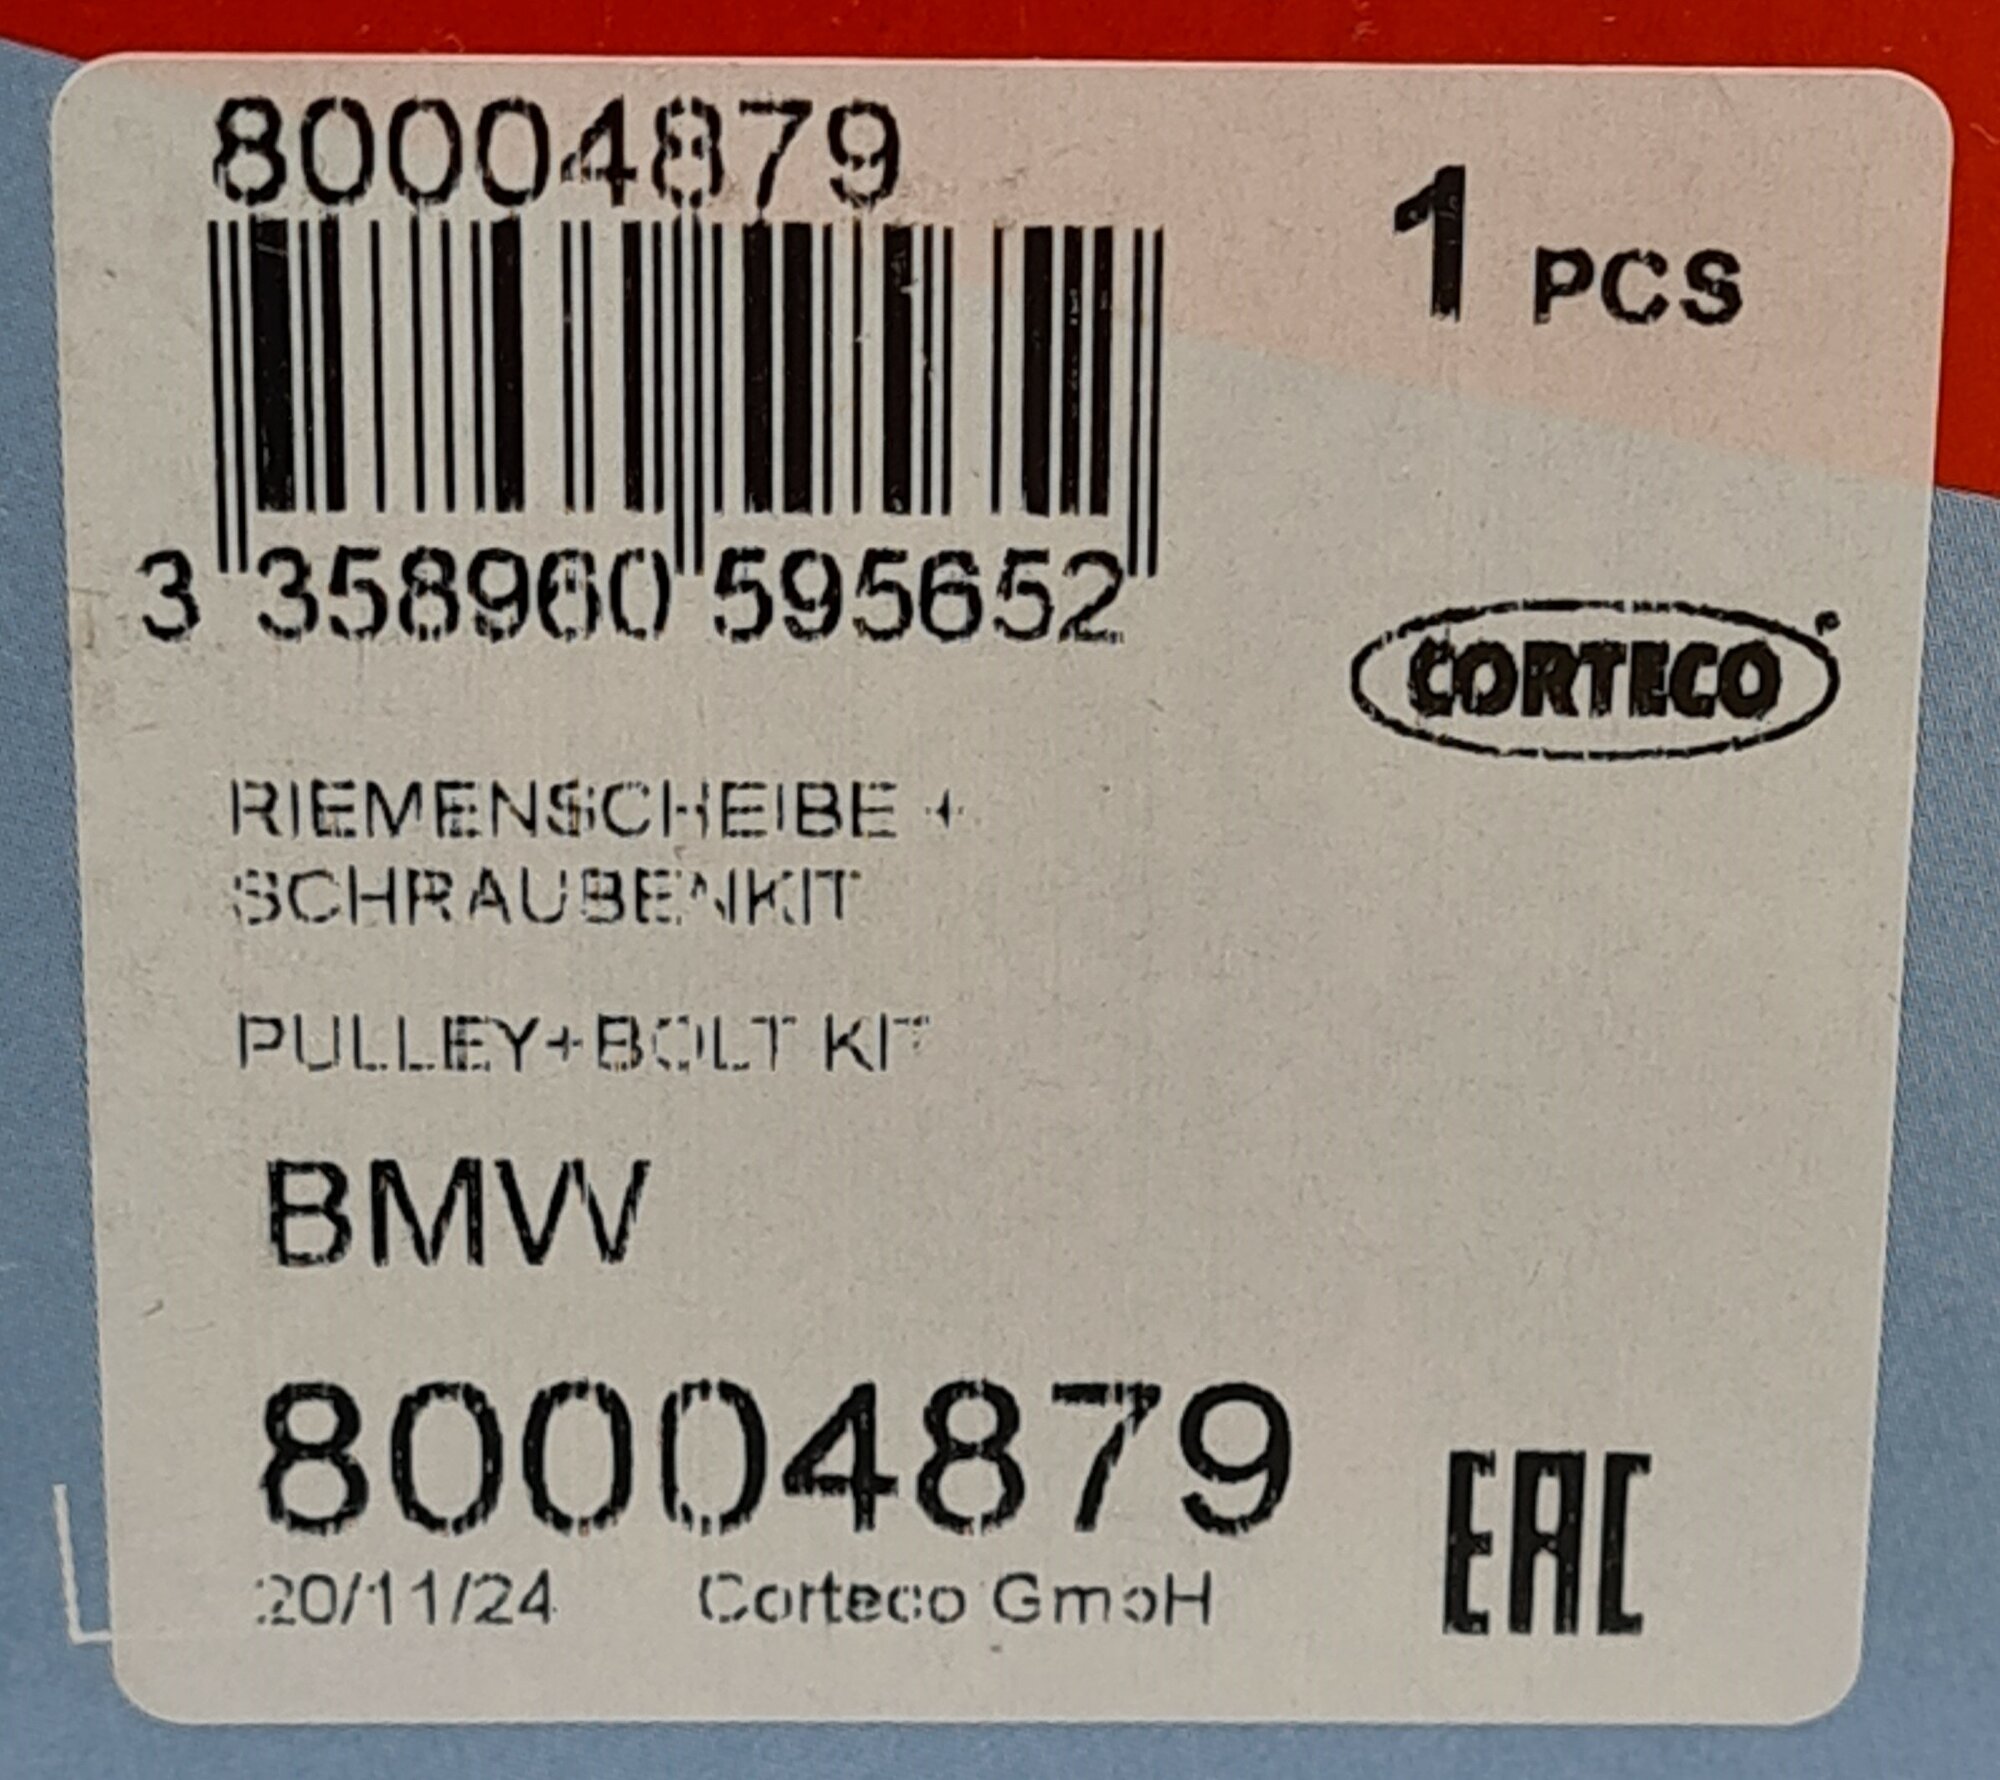 80004879
1 PCS
3 358960 595652
CORTECO
RIEMENSCHEIBE +
SCHRAUBENKIT
PULLEY+BOLT KIT
BMW
80004879
20/11/24 Corteco GmbH
EAC